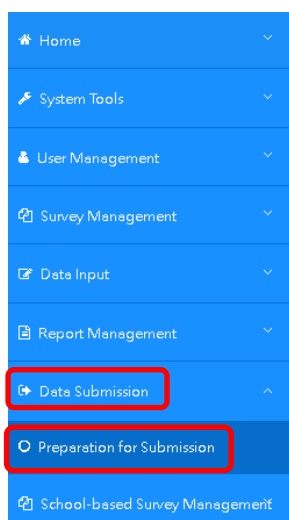 Home
System Tools
User Management
Survey Management
Data Input
Report Management
Data Submission
Preparation for Submission
School-based Survey Management